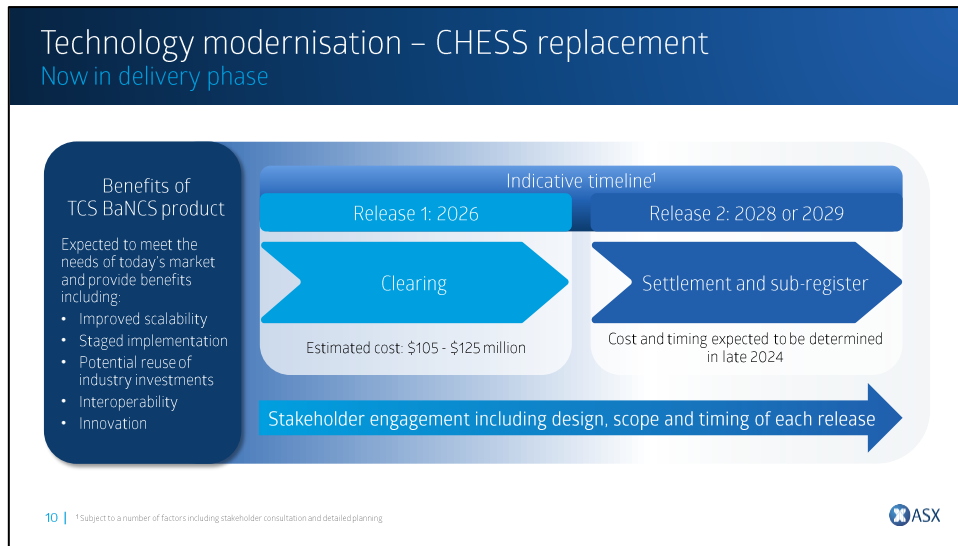 Technology modernisation – CHESS replacement
Now in delivery phase
Benefits of
TCS BaNCS product
Expected to meet the
needs of today's market
and provide benefits
including:
• Improved scalability
• Staged implementation
• Potential reuse of
industry investments
• Interoperability
• Innovation
Indicative timeline¹
Release 1: 2026
Release 2: 2028 or 2029
Clearing
Settlement and sub-register
Estimated cost: $105 - $125 million
Cost and timing expected to be determined
in late 2024
Stakeholder engagement including design, scope and timing of each release
10 | ¹ Subject to a number of factors including stakeholder consultation and detailed planning
ASX